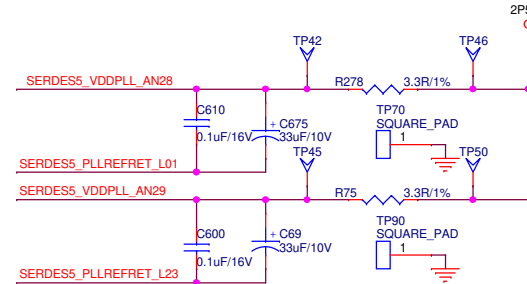 2P5
TP42
TP46
SERDES5_VDDPLL_AN28
R278
3.3R/1%
C610
0.1uF/16V
+
C675
33uF/10V
TP70
SQUARE_PAD
1
SERDES5_PLLREFRET_L01
TP45
TP50
SERDES5_VDDPLL_AN29
R75
3.3R/1%
C600
0.1uF/16V
+
C69
33uF/10V
TP90
SQUARE_PAD
1
SERDES5_PLLREFRET_L23